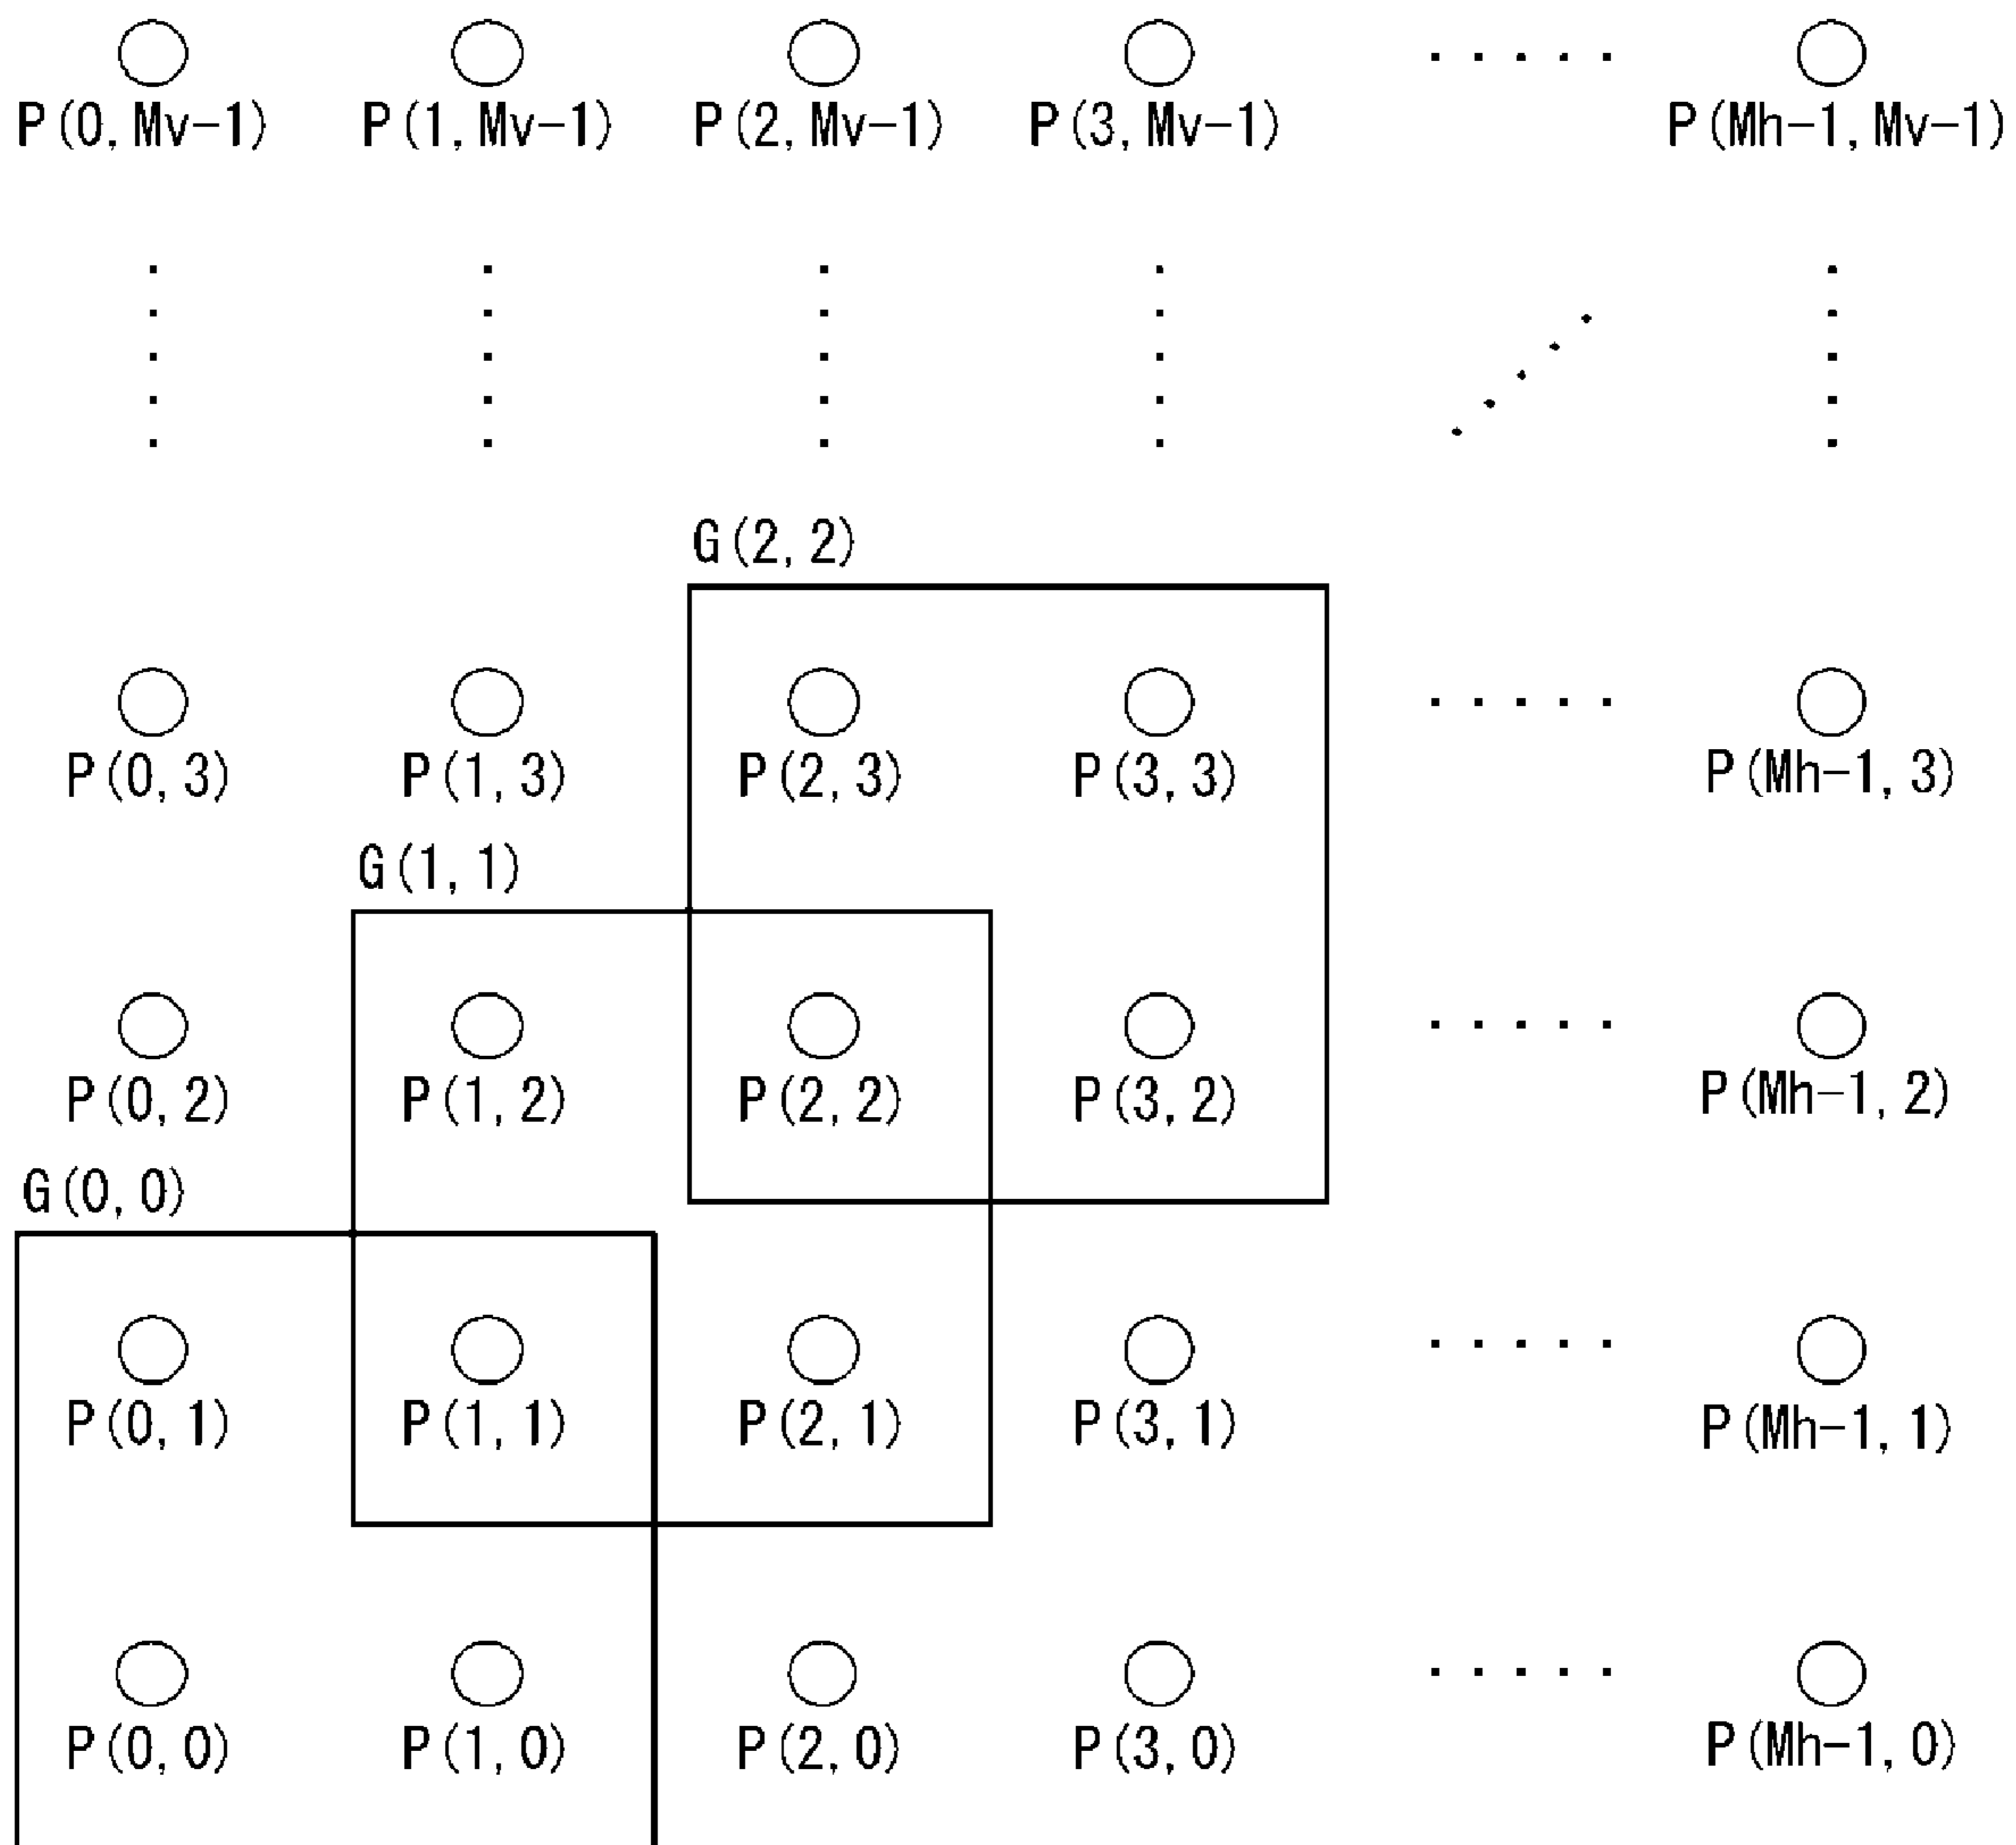 P(0,Mv-1) P(1,Mv-1) P(2,Mv-1) P(3,Mv-1) P(Mh-1,Mv-1)
G(2,2)
P(0,3) P(1,3) P(2,3) P(3,3) P(Mh-1,3)
G(1,1)
P(0,2) P(1,2) P(2,2) P(3,2) P(Mh-1,2)
G(0,0)
P(0,1) P(1,1) P(2,1) P(3,1) P(Mh-1,1)
P(0,0) P(1,0) P(2,0) P(3,0) P(Mh-1,0)